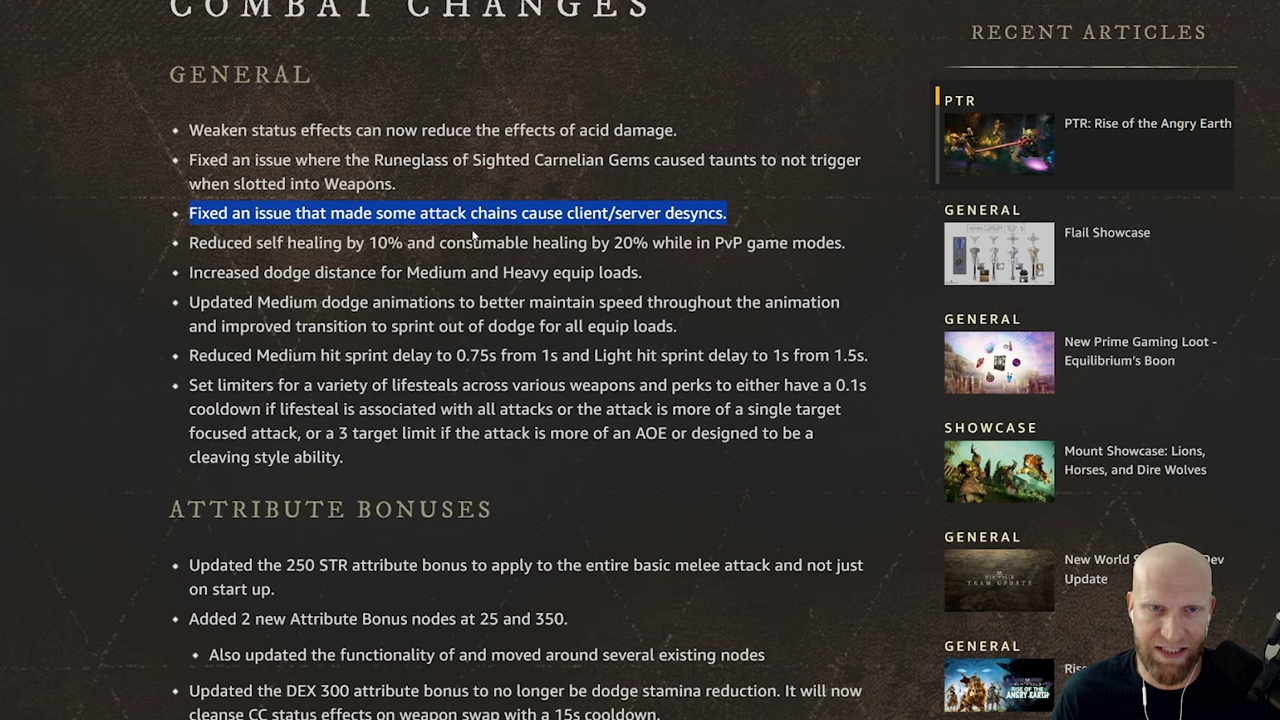 COMBAT CHANGES
GENERAL
Weaken status effects can now reduce the effects of acid damage.
Fixed an issue where the Runeglass of Sighted Carnelian Gems caused taunts to not trigger
when slotted into Weapons.
Fixed an issue that made some attack chains cause client/server desyncs.
Reduced self healing by 10% and consumable healing by 20% while in PvP game modes.
Increased dodge distance for Medium and Heavy equip loads.
Updated Medium dodge animations to better maintain speed throughout the animation
and improved transition to sprint out of dodge for all equip loads.
Reduced Medium hit sprint delay to 0.75s from 1s and Light hit sprint delay to 1s from 1.5s.
Set limiters for a variety of lifesteals across various weapons and perks to either have a 0.1s
cooldown if lifesteal is associated with all attacks or the attack is more of a single target
focused attack, or a 3 target limit if the attack is more of an AOE or designed to be a
cleaving style ability.
ATTRIBUTE BONUSES
Updated the 250 STR attribute bonus to apply to the entire basic melee attack and not just
on start up.
Added 2 new Attribute Bonus nodes at 25 and 350.
Also updated the functionality of and moved around several existing nodes
Updated the DEX 300 attribute bonus to no longer be dodge stamina reduction. It will now
cleanse CC status effects on weapon swap with a 15s cooldown.
RECENT ARTICLES
PTR
PTR: Rise of the Angry Earth
GENERAL
Flail Showcase
GENERAL
New Prime Gaming Loot -
Equilibrium's Boon
SHOWCASE
Mount Showcase: Lions,
Horses, and Dire Wolves
GENERAL
New World
Update
TEAM UPDATE
GENERAL
RISE OF THE
ANGRY EARTH